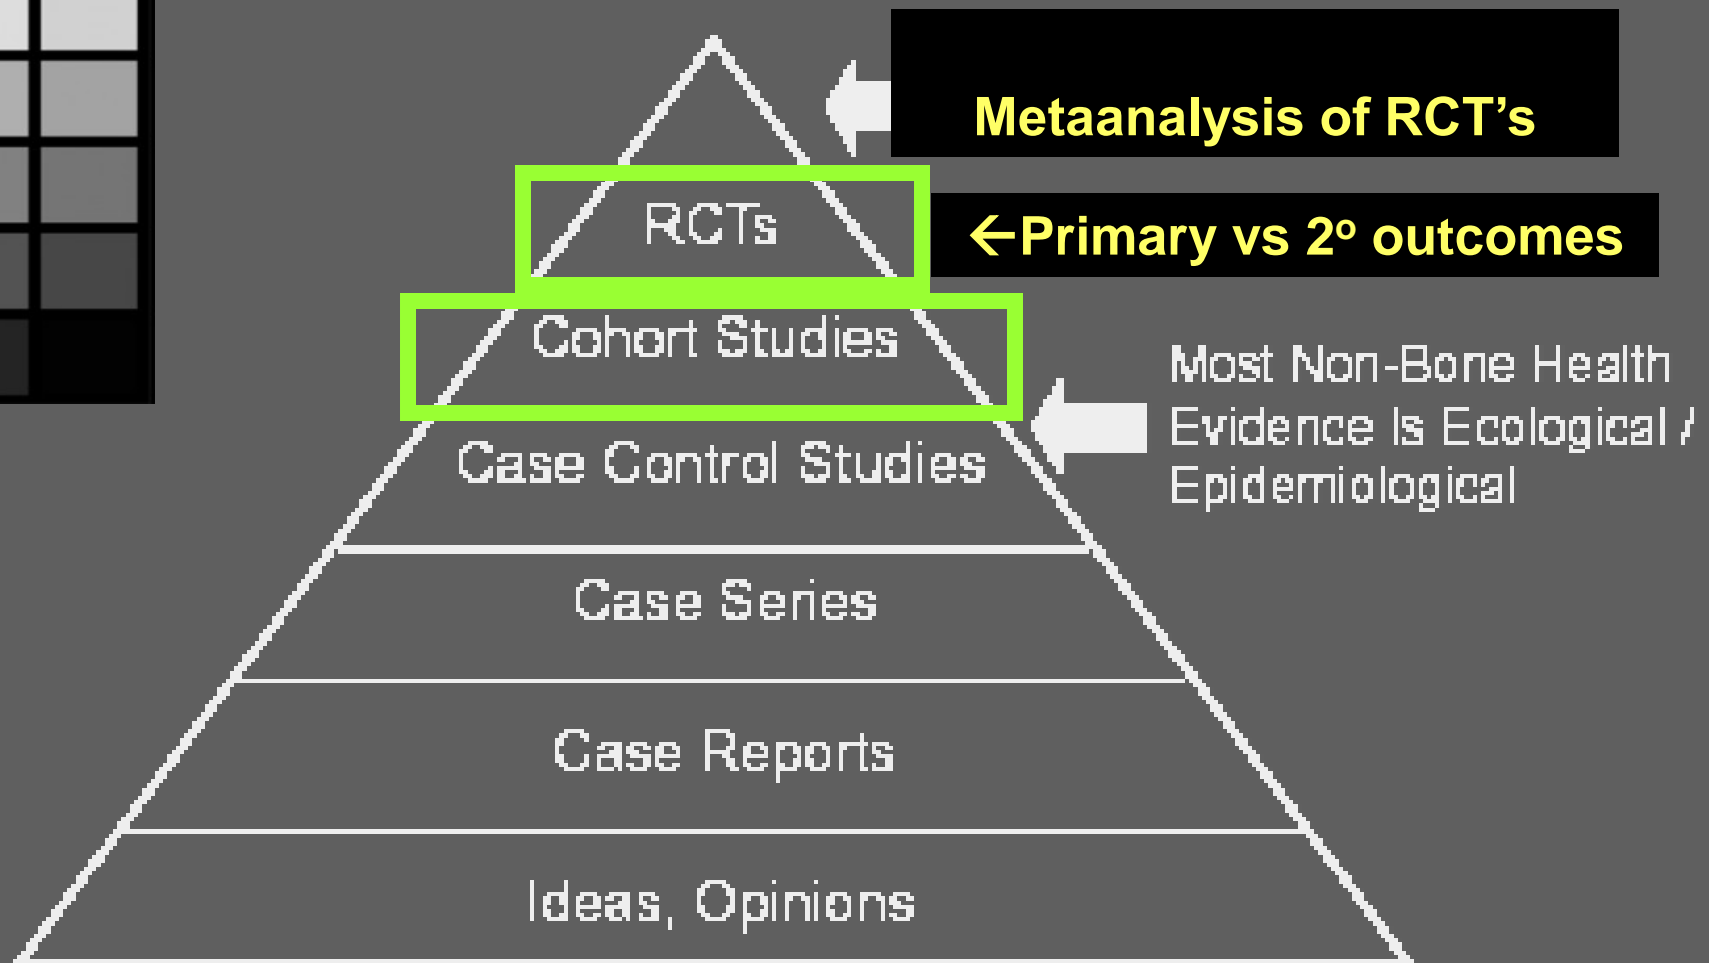 Metaanalysis of RCT’s
RCTs
←Primary vs 2º outcomes
Cohort Studies
Most Non-Bone Health
Evidence Is Ecological /
Epidemiological
Case Control Studies
Case Series
Case Reports
Ideas, Opinions